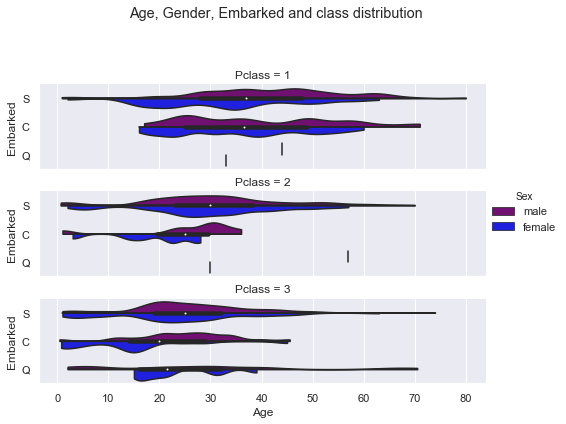 Age, Gender, Embarked and class distribution
Pclass = 1
Embarked
S
C
Q
Pclass = 2
Embarked
S
C
Q
Sex
male
female
Pclass = 3
Embarked
S
C
Q
0 10 20 30 40 50 60 70 80
Age